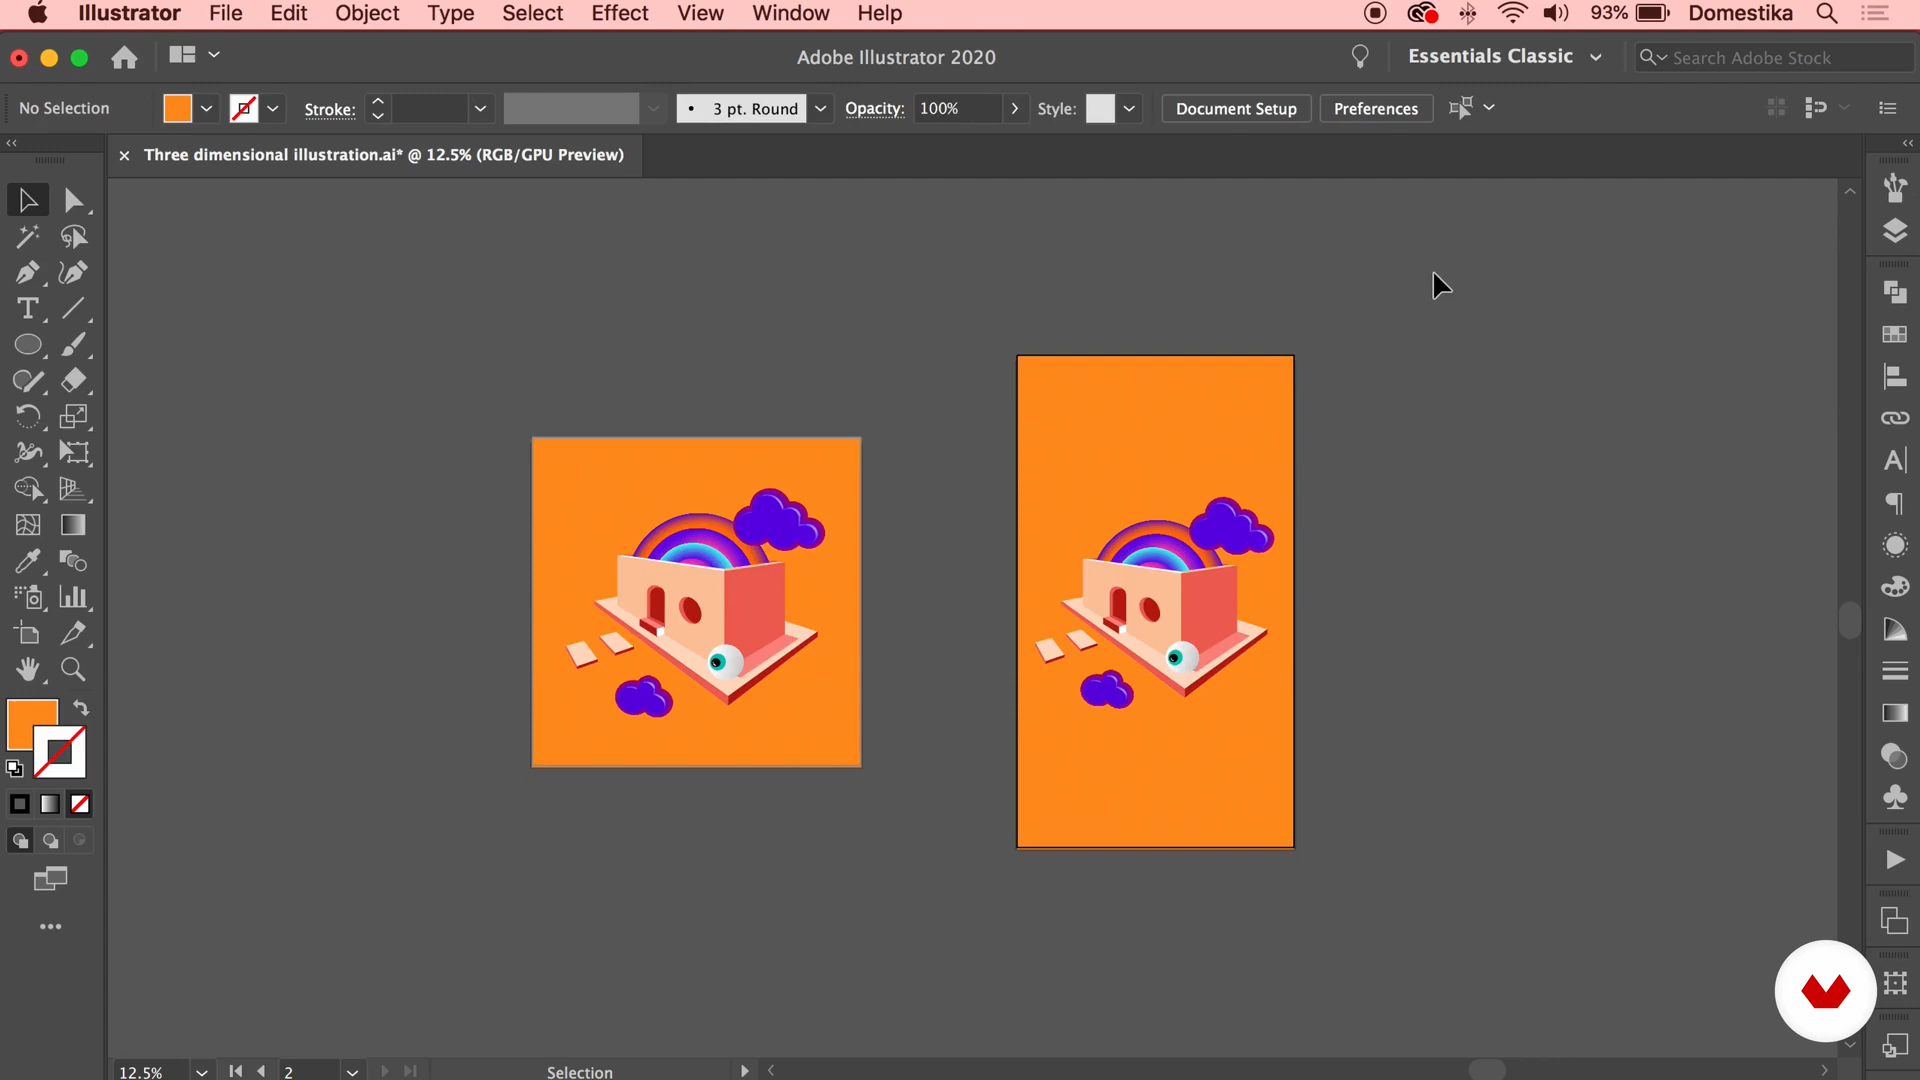 Illustrator File Edit Object Type Select Effect View Window Help 93% Domestika
Adobe Illustrator 2020 Essentials Classic Search Adobe Stock
No Selection Stroke: 3 pt. Round Opacity: 100% Style: Document Setup Preferences
Three dimensional illustration.ai* @ 12.5% (RGB/GPU Preview)
12.5% 2 Selection